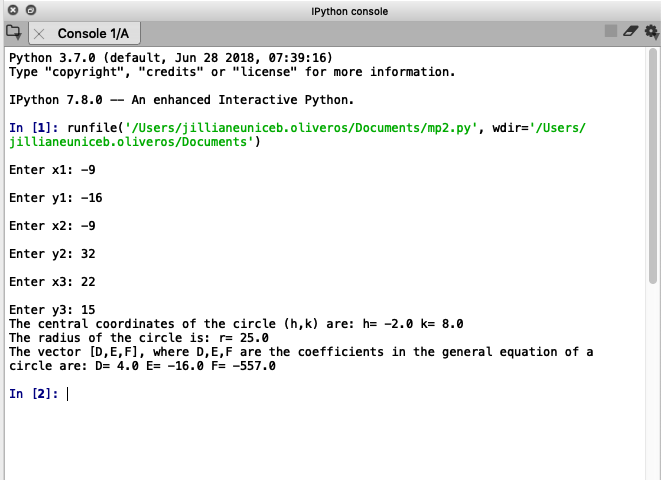 IPython console
Console 1/A
Python 3.7.0 (default, Jun 28 2018, 07:39:16)
Type "copyright", "credits" or "license" for more information.
IPython 7.8.0 -- An enhanced Interactive Python.
In [1]: runfile('/Users/jillianeuniceb.oliveros/Documents/mp2.py', wdir='/Users/
jillianeuniceb.oliveros/Documents')
Enter x1: -9
Enter y1: -16
Enter x2: -9
Enter y2: 32
Enter x3: 22
Enter y3: 15
The central coordinates of the circle (h,k) are: h= -2.0 k= 8.0
The radius of the circle is: r= 25.0
The vector [D,E,F], where D,E,F are the coefficients in the general equation of a
circle are: D= 4.0 E= -16.0 F= -557.0
In [2]: